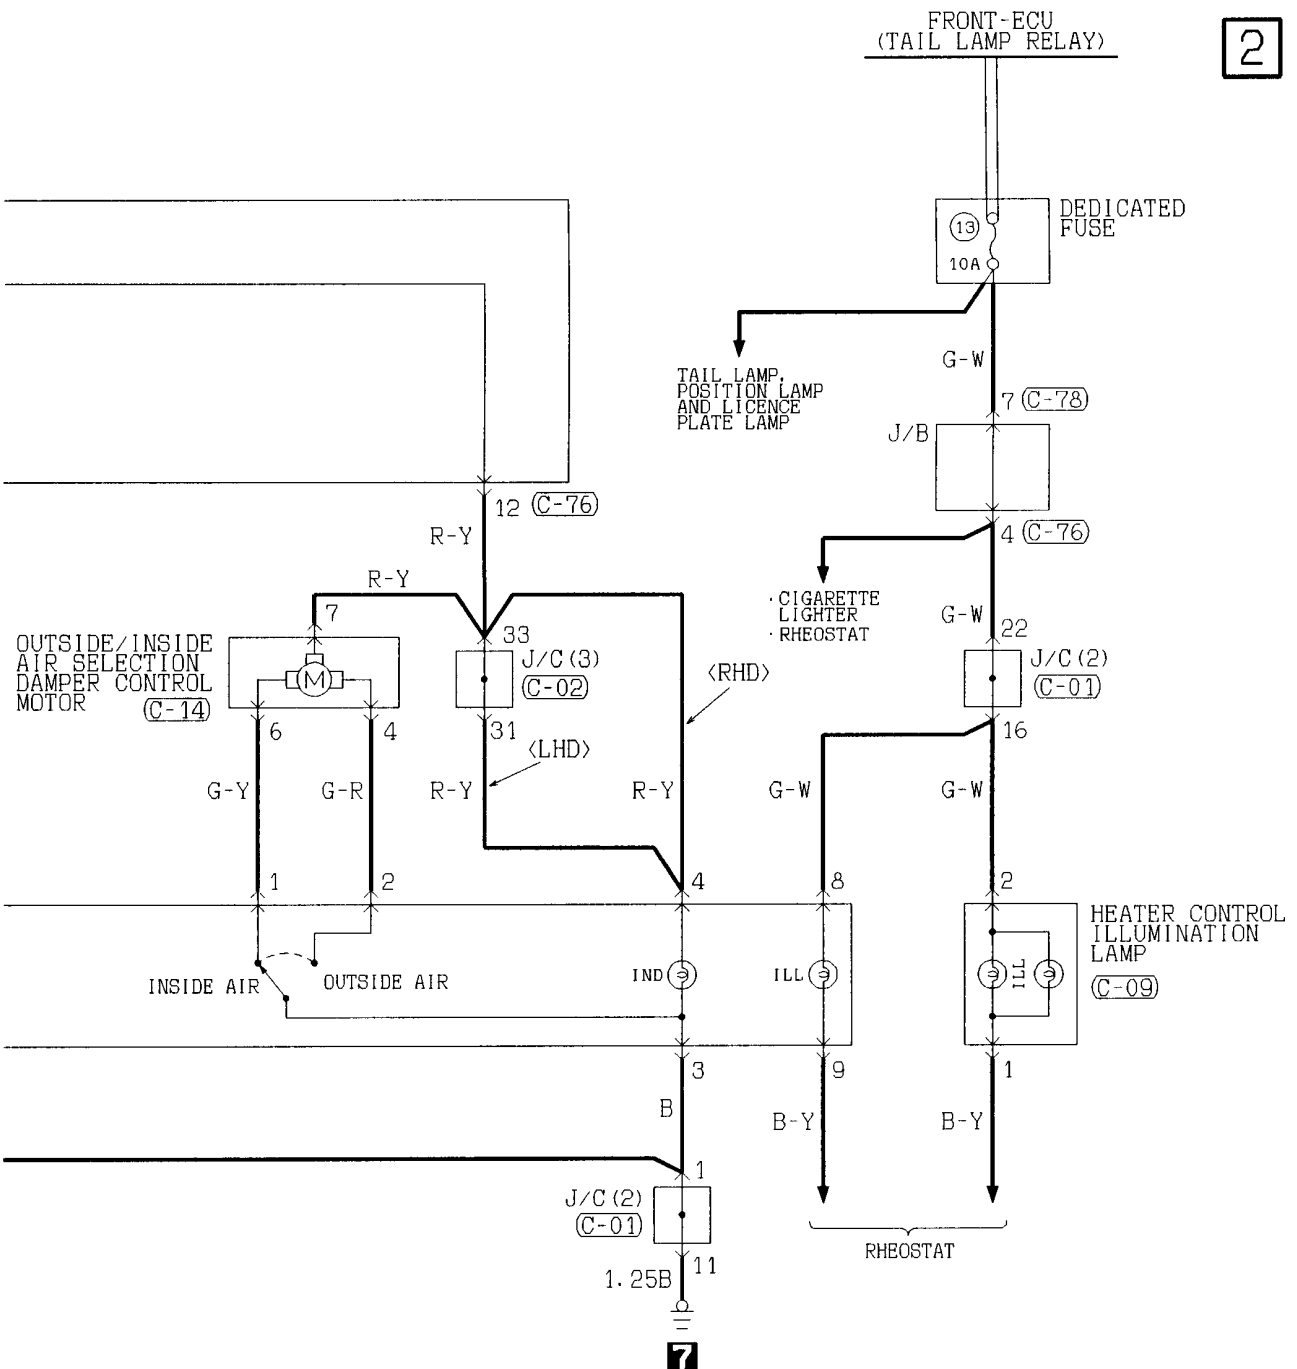 FRONT-ECU
(TAIL LAMP RELAY)
2
DEDICATED
FUSE
13
10A
G-W
TAIL LAMP,
POSITION LAMP
AND LICENCE
PLATE LAMP
7 (C-78)
J/B
12 (C-76)
4 (C-76)
R-Y
R-Y
· CIGARETTE
LIGHTER
· RHEOSTAT
G-W
7
33
22
OUTSIDE/INSIDE
AIR SELECTION
DAMPER CONTROL
MOTOR
(C-14)
M
J/C(3)
(C-02)
<RHD>
J/C(2)
(C-01)
6
4
31
16
<LHD>
G-Y
G-R
R-Y
R-Y
G-W
G-W
1
2
4
8
2
HEATER CONTROL
ILLUMINATION
LAMP
(C-09)
INSIDE AIR
OUTSIDE AIR
IND
ILL
ILL
3
9
1
B
B-Y
B-Y
1
J/C(2)
(C-01)
RHEOSTAT
11
1.25B
7